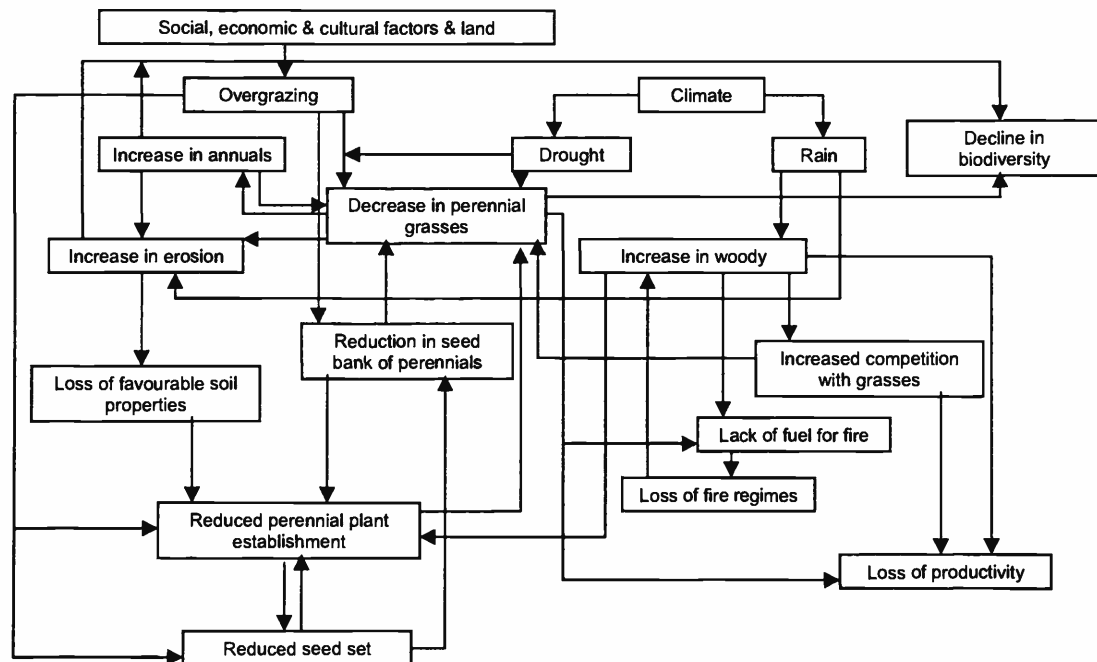 Social, economic & cultural factors & land
Overgrazing
Climate
Increase in annuals
Drought
Rain
Decline in
biodiversity
Decrease in perennial
grasses
Increase in erosion
Increase in woody
Reduction in seed
bank of perennials
Increased competition
with grasses
Loss of favourable soil
properties
Lack of fuel for fire
Loss of fire regimes
Reduced perennial plant
establishment
Loss of productivity
Reduced seed set